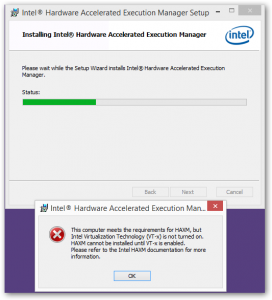 Intel® Hardware Accelerated Execution Manager Setup
Installing Intel® Hardware Accelerated Execution Manager
intel
Please wait while the Setup Wizard installs Intel® Hardware Accelerated Execution
Manager.
Status:
Back Next Cancel
Intel® Hardware Accelerated Execution Man...
This computer meets the requirements for HAXM, but
Intel Virtualization Technology (VT-x) is not turned on.
HAXM cannot be installed until VT-x is enabled.
Please refer to the Intel HAXM documentation for more
information.
OK